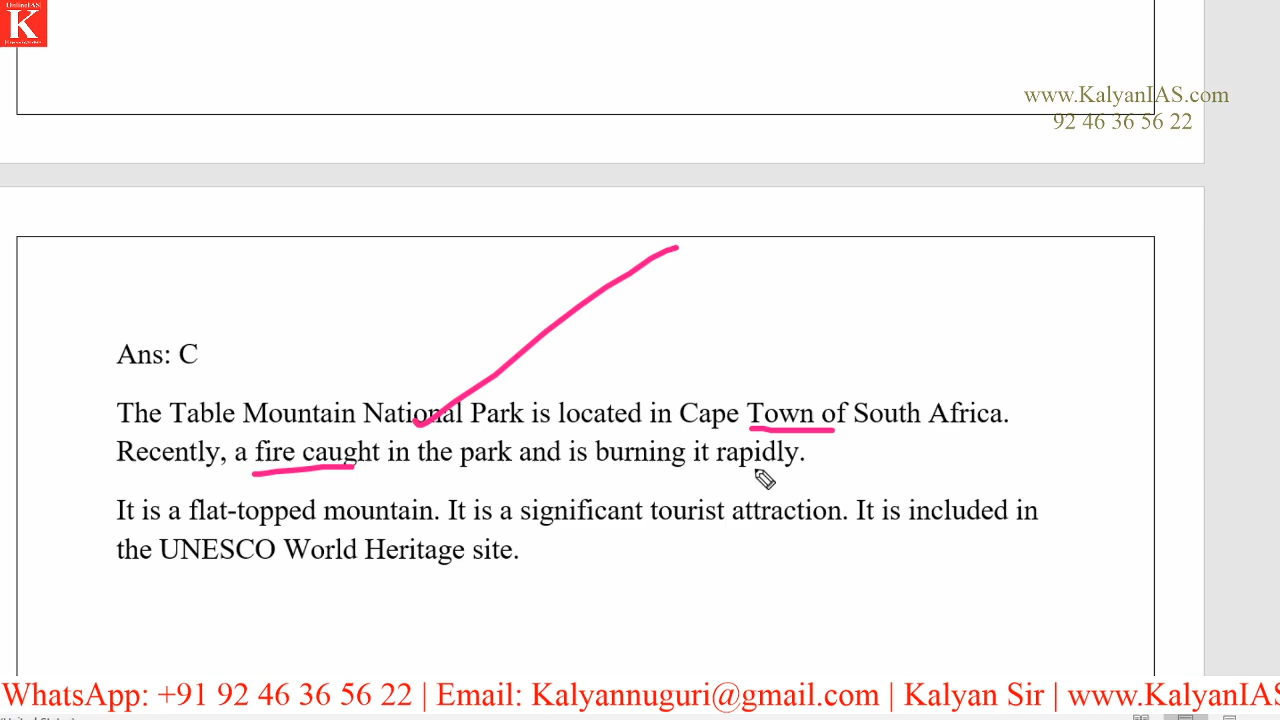 OnlineIAS
K
www.KalyanIAS.com
92 46 36 56 22
Ans: C
The Table Mountain National Park is located in Cape Town of South Africa.
Recently, a fire caught in the park and is burning it rapidly.
It is a flat-topped mountain. It is a significant tourist attraction. It is included in
the UNESCO World Heritage site.
WhatsApp: +91 92 46 36 56 22 | Email: Kalyannuguri@gmail.com | Kalyan Sir | www.KalyanIAS